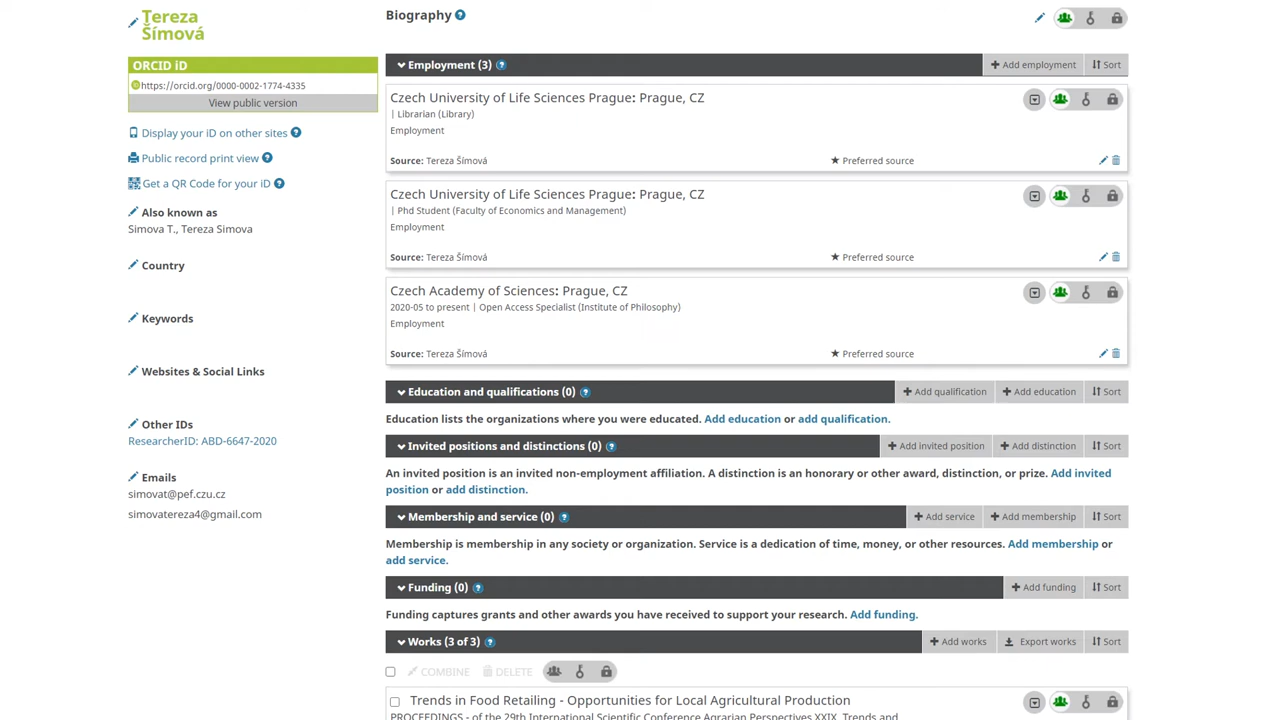 Tereza
Šímová
ORCID iD
https://orcid.org/0000-0002-1774-4335
View public version
Display your iD on other sites
Public record print view
Get a QR Code for your iD
Also known as
Simova T., Tereza Simova
Country
Keywords
Websites & Social Links
Other IDs
ResearcherID: ABD-6647-2020
Emails
simovat@pef.czu.cz
simovatereza4@gmail.com
Biography
Employment (3) Add employment Sort
Czech University of Life Sciences Prague: Prague, CZ
| Librarian (Library)
Employment
Source: Tereza Šímová Preferred source
Czech University of Life Sciences Prague: Prague, CZ
| Phd Student (Faculty of Economics and Management)
Employment
Source: Tereza Šímová Preferred source
Czech Academy of Sciences: Prague, CZ
2020-05 to present | Open Access Specialist (Institute of Philosophy)
Employment
Source: Tereza Šímová Preferred source
Education and qualifications (0) Add qualification Add education Sort
Education lists the organizations where you were educated. Add education or add qualification.
Invited positions and distinctions (0) Add invited position Add distinction Sort
An invited position is an invited non-employment affiliation. A distinction is an honorary or other award, distinction, or prize. Add invited
position or add distinction.
Membership and service (0) Add service Add membership Sort
Membership is membership in any society or organization. Service is a dedication of time, money, or other resources. Add membership or
add service.
Funding (0) Add funding Sort
Funding captures grants and other awards you have received to support your research. Add funding.
Works (3 of 3) Add works Export works Sort
COMBINE DELETE
Trends in Food Retailing - Opportunities for Local Agricultural Production
PROCEEDINGS - of the 29th International Scientific Conference Agrarian Perspectives XXIX. Trends and